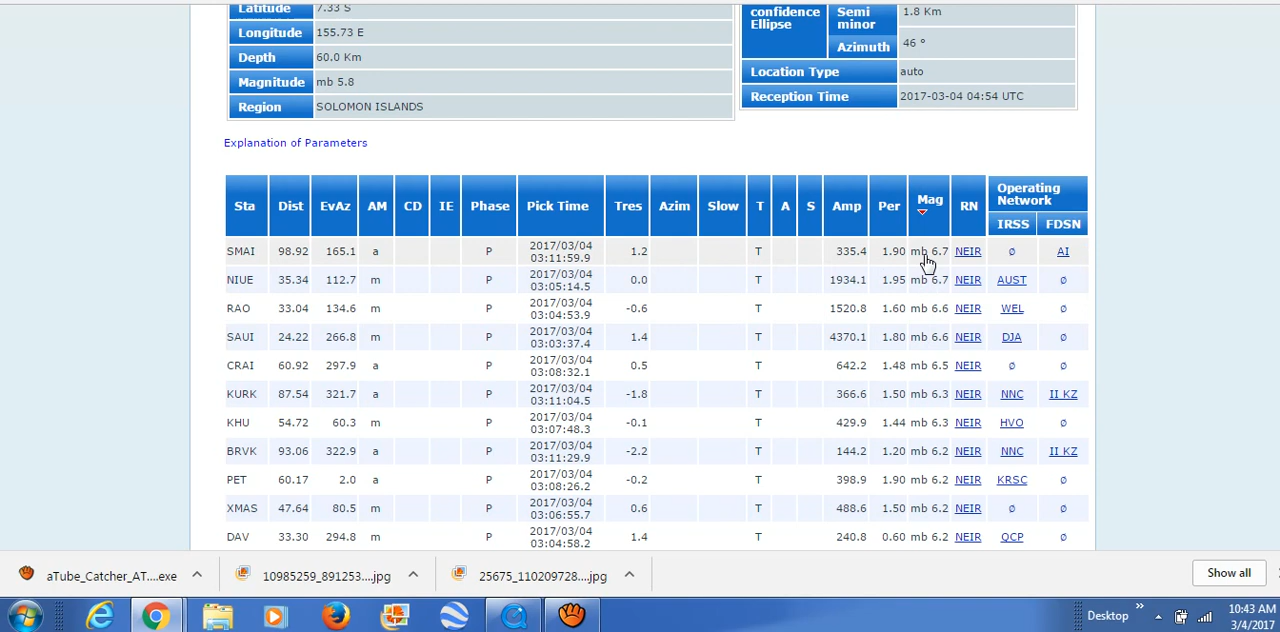 Latitude 7.33 S
Longitude 155.73 E
Depth 60.0 Km
Magnitude mb 5.8
Region SOLOMON ISLANDS
confidence Ellipse
Semi minor 1.8 Km
Azimuth 46 °
Location Type auto
Reception Time 2017-03-04 04:54 UTC
Explanation of Parameters
Sta Dist EvAz AM CD IE Phase Pick Time Tres Azim Slow T A S Amp Per Mag RN Operating Network
IRSS FDSN
SMAI 98.92 165.1 a P 2017/03/04 03:11:59.9 1.2 T 335.4 1.90 mb 6.7 NEIR Ø AI
NIUE 35.34 112.7 m P 2017/03/04 03:05:14.5 0.0 T 1934.1 1.95 mb 6.7 NEIR AUST Ø
RAO 33.04 134.6 m P 2017/03/04 03:04:53.9 -0.6 T 1520.8 1.60 mb 6.6 NEIR WEL Ø
SAUI 24.22 266.8 m P 2017/03/04 03:03:37.4 1.4 T 4370.1 1.80 mb 6.6 NEIR DJA Ø
CRAI 60.92 297.9 a P 2017/03/04 03:08:32.1 0.5 T 642.2 1.48 mb 6.5 NEIR Ø Ø
KURK 87.54 321.7 a P 2017/03/04 03:11:04.5 -1.8 T 366.6 1.50 mb 6.3 NEIR NNC II KZ
KHU 54.72 60.3 m P 2017/03/04 03:07:48.3 -0.1 T 429.9 1.44 mb 6.3 NEIR HVO Ø
BRVK 93.06 322.9 a P 2017/03/04 03:11:29.9 -2.2 T 144.2 1.20 mb 6.2 NEIR NNC II KZ
PET 60.17 2.0 a P 2017/03/04 03:08:26.2 -0.2 T 398.9 1.90 mb 6.2 NEIR KRSC Ø
XMAS 47.64 80.5 m P 2017/03/04 03:06:55.7 0.6 T 488.6 1.50 mb 6.2 NEIR Ø Ø
DAV 33.30 294.8 m P 2017/03/04 03:04:58.2 1.4 T 240.8 0.60 mb 6.2 NEIR QCP Ø
aTube_Catcher_AT....exe 10985259_891253....jpg 25675_110209728....jpg Show all
Desktop » 10:43 AM
3/4/2017